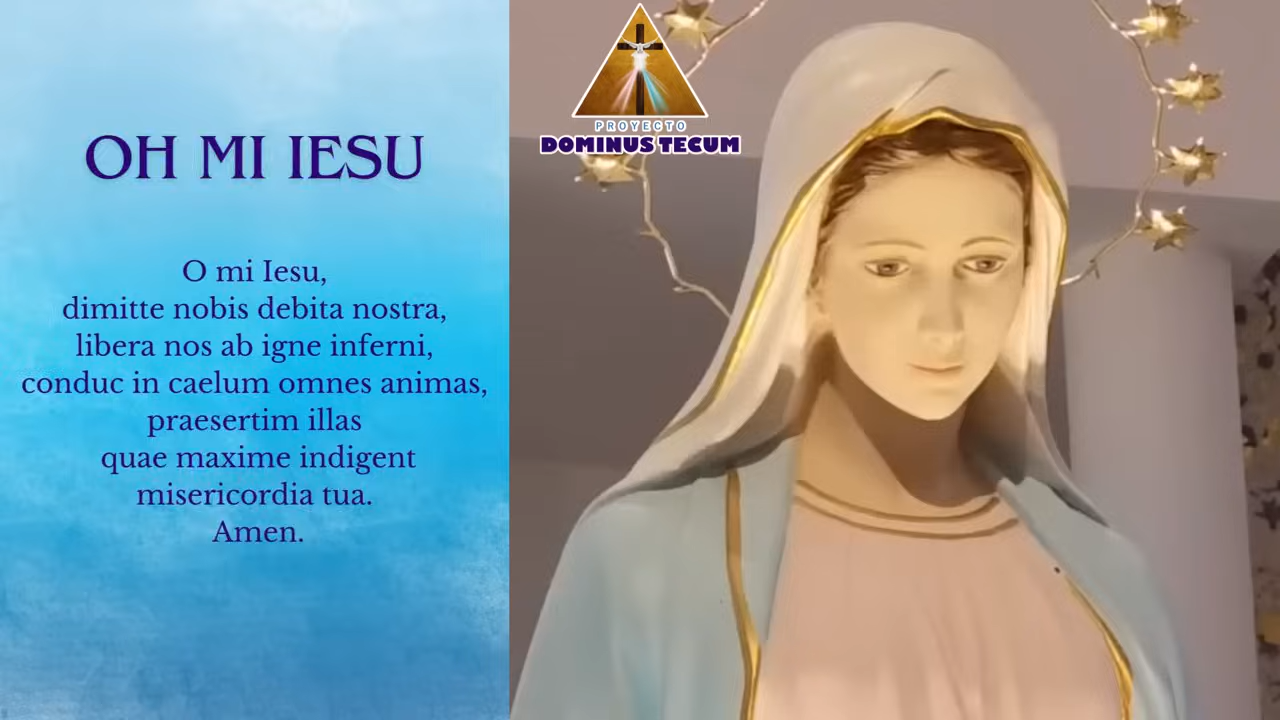 OH MI IESU
O mi Iesu,
dimitte nobis debita nostra,
libera nos ab igne inferni,
conduc in caelum omnes animas,
praesertim illas
quae maxime indigent
misericordia tua.
Amen.
PROYECTO
DOMINUS TECUM